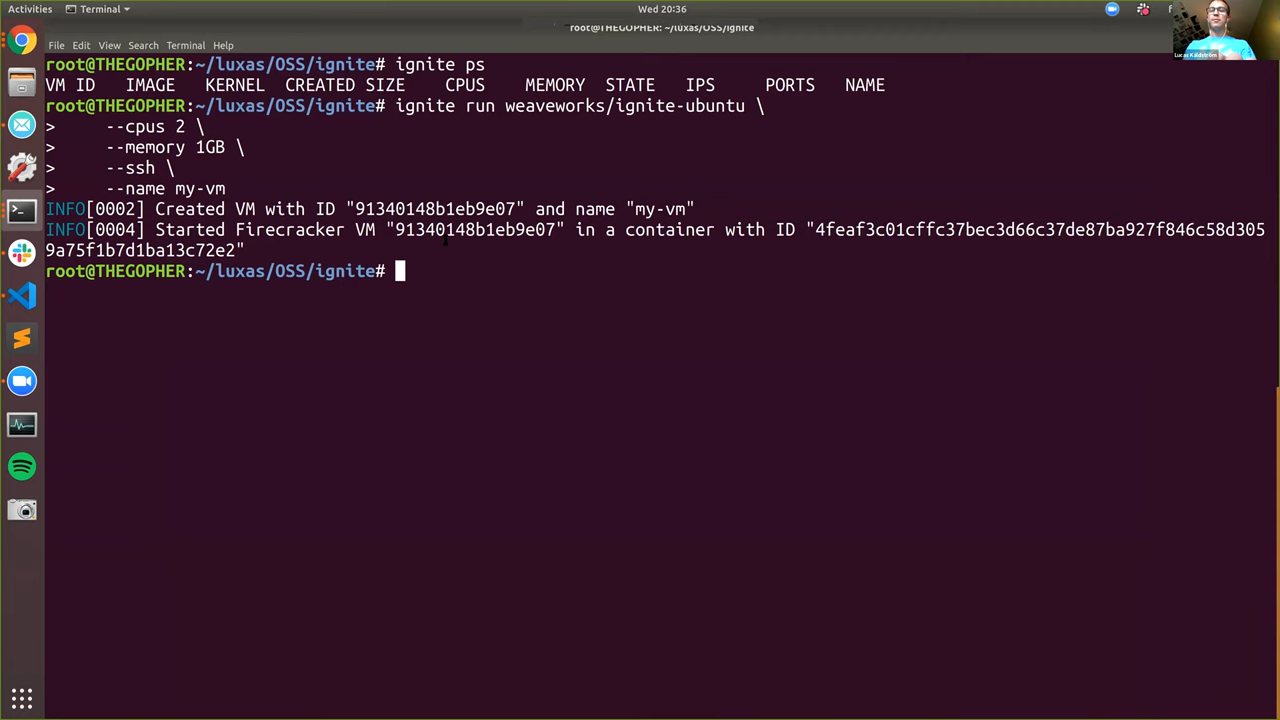 Activities Terminal Wed 20:36
root@THEGOPHER: ~/luxas/OSS/ignite
File Edit View Search Terminal Help
root@THEGOPHER:~/luxas/OSS/ignite# ignite ps
VM ID IMAGE KERNEL CREATED SIZE CPUS MEMORY STATE IPS PORTS NAME
root@THEGOPHER:~/luxas/OSS/ignite# ignite run weaveworks/ignite-ubuntu \
> --cpus 2 \
> --memory 1GB \
> --ssh \
> --name my-vm
INFO[0002] Created VM with ID "91340148b1eb9e07" and name "my-vm"
INFO[0004] Started Firecracker VM "91340148b1eb9e07" in a container with ID "4feaf3c01cffc37bec3d66c37de87ba927f846c58d305
9a75f1b7d1ba13c72e2"
root@THEGOPHER:~/luxas/OSS/ignite#
Lucas Käldström